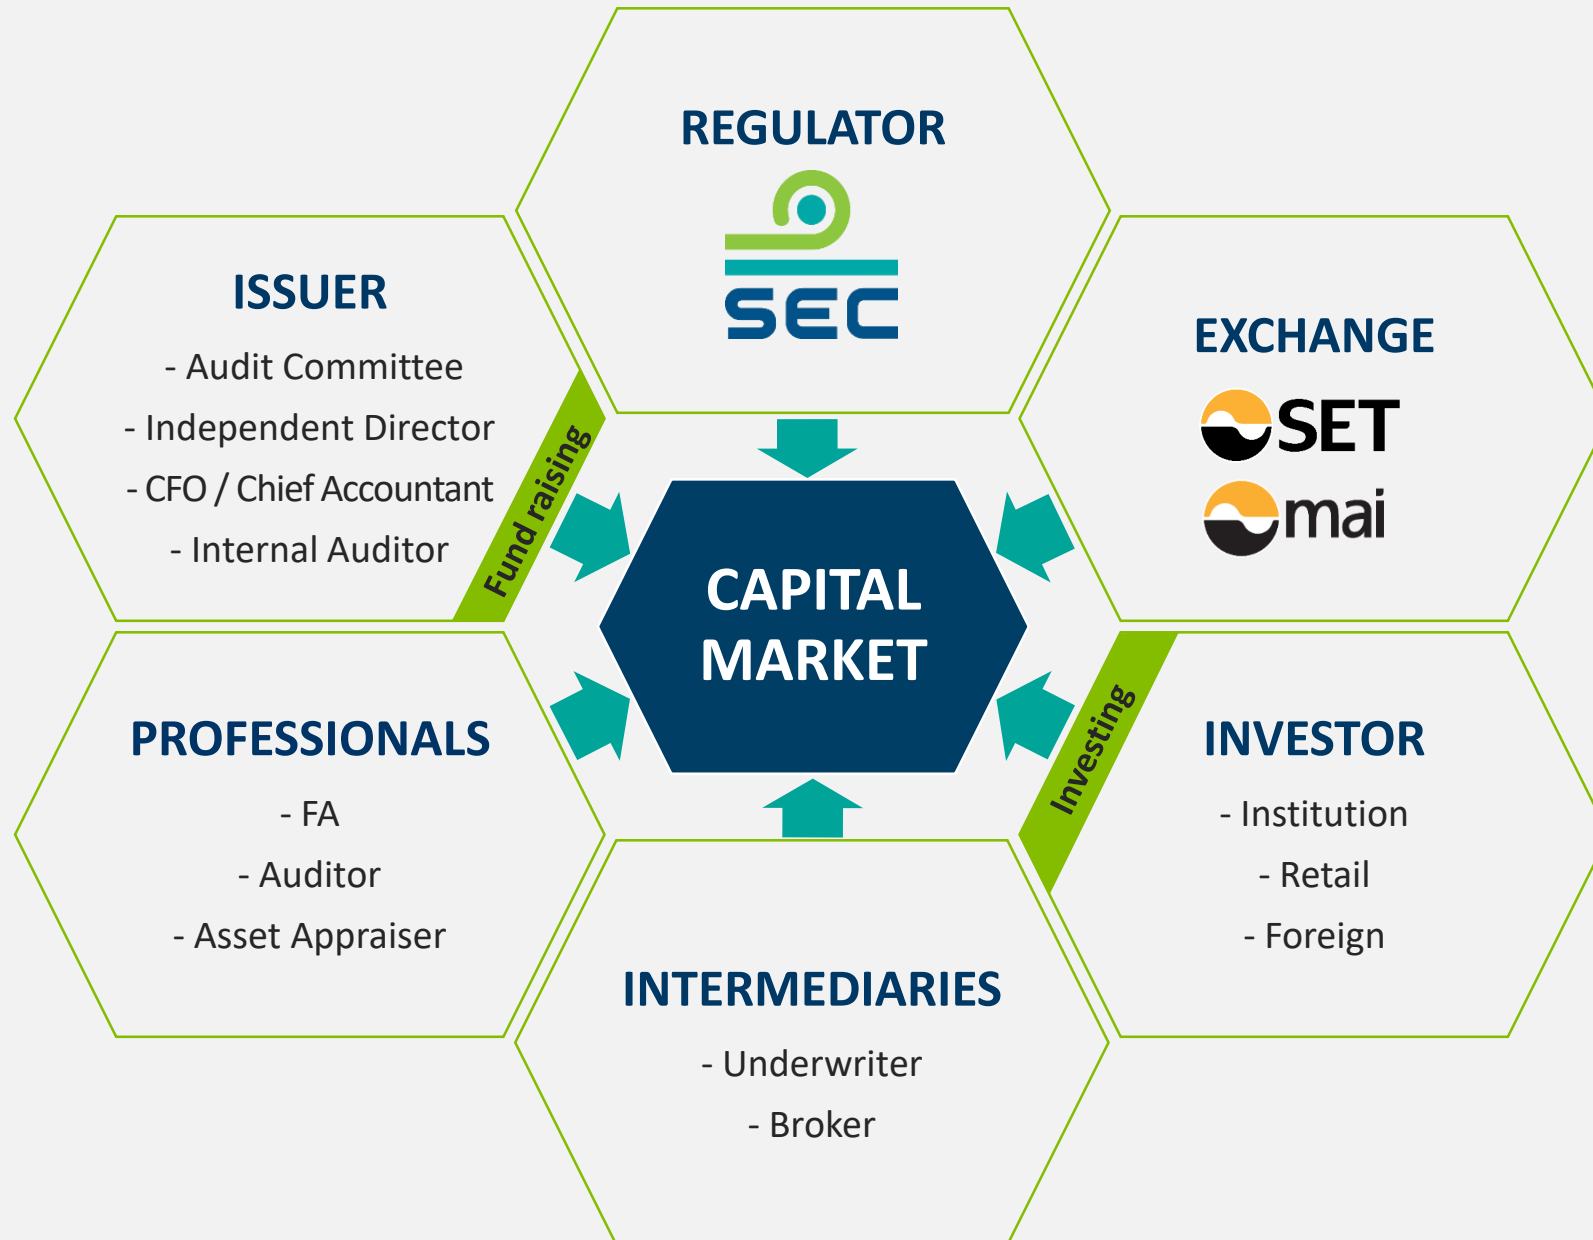 REGULATOR
SEC
ISSUER
- Audit Committee
- Independent Director
- CFO / Chief Accountant
- Internal Auditor
Fund raising
EXCHANGE
SET
mai
CAPITAL
MARKET
PROFESSIONALS
- FA
- Auditor
- Asset Appraiser
Investing
INVESTOR
- Institution
- Retail
- Foreign
INTERMEDIARIES
- Underwriter
- Broker